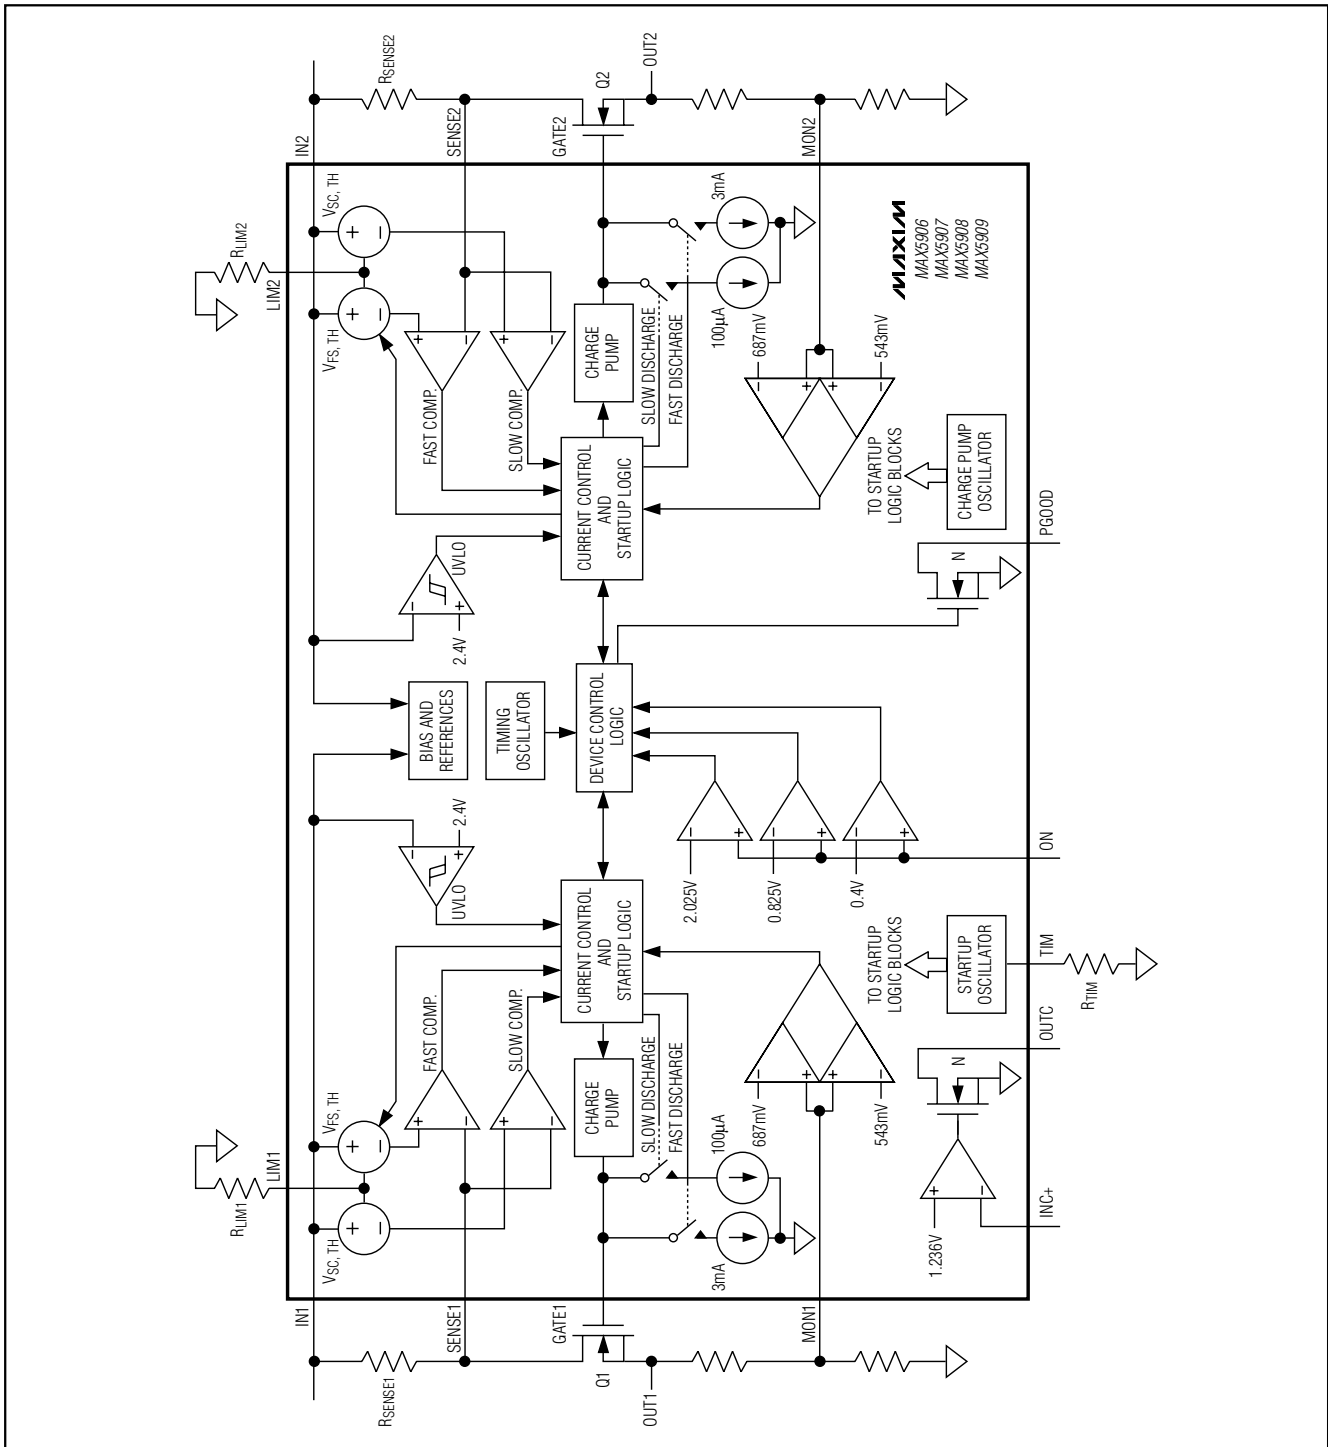 RSENSE1
IN1
RLIM1
LIM1
VSC, TH
VFS, TH
+
−
+
−
SENSE1
FAST COMP.
+
−
SLOW COMP.
+
−
UVLO
−
+
2.4V
BIAS AND
REFERENCES
TIMING
OSCILLATOR
2.4V
−
+
UVLO
RLIM2
LIM2
VFS, TH
VSC, TH
+
−
+
−
IN2
RSENSE2
FAST COMP.
+
−
SLOW COMP.
+
−
SENSE2
Q1
GATE1
OUT1
CHARGE
PUMP
CURRENT CONTROL
AND
STARTUP LOGIC
DEVICE CONTROL
LOGIC
CURRENT CONTROL
AND
STARTUP LOGIC
CHARGE
PUMP
GATE2
Q2
OUT2
SLOW DISCHARGE
FAST DISCHARGE
3mA
100µA
SLOW DISCHARGE
FAST DISCHARGE
100µA
3mA
MON1
687mV
−
+
+
−
543mV
2.025V
−
+
0.825V
−
+
0.4V
−
+
687mV
−
+
+
−
543mV
MON2
1.236V
+
−
INC+
N
OUTC
TO STARTUP
LOGIC BLOCKS
STARTUP
OSCILLATOR
TIM
RTIM
ON
N
PGOOD
TO STARTUP
LOGIC BLOCKS
CHARGE PUMP
OSCILLATOR
MAXIM
MAX5906
MAX5907
MAX5908
MAX5909